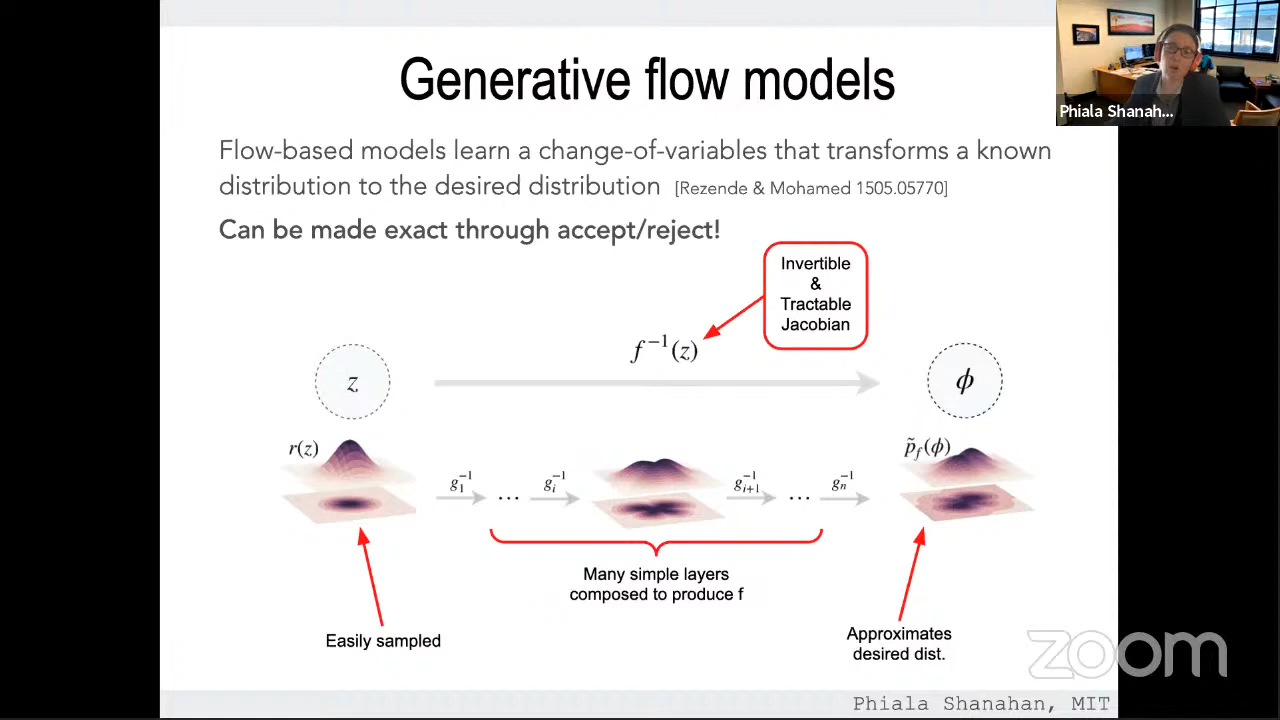 Generative flow models
Phiala Shanah...
Flow-based models learn a change-of-variables that transforms a known
distribution to the desired distribution [Rezende & Mohamed 1505.05770]
Can be made exact through accept/reject!
Invertible
&
Tractable
Jacobian
f⁻¹(z)
z
ϕ
r(z)
p̃_f(ϕ)
g₁⁻¹ ... gᵢ⁻¹ gᵢ₊₁⁻¹ ... gₙ⁻¹
Many simple layers
composed to produce f
Easily sampled
Approximates
desired dist.
zoom
Phiala Shanahan, MIT